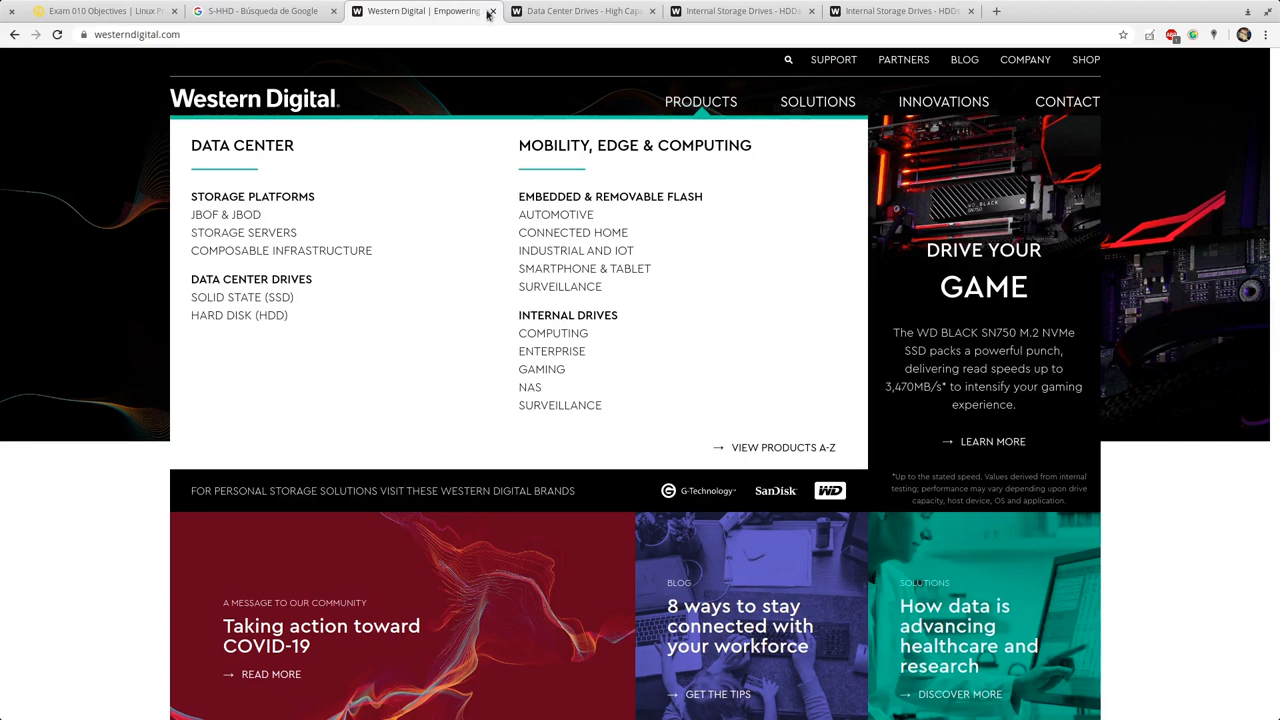 Exam 010 Objectives | Linux Pr
S-HHD - Búsqueda de Google
Western Digital | Empowering
Data Center Drives - High Cap
Internal Storage Drives - HDDs
Internal Storage Drives - HDDs
westerndigital.com
SUPPORT
PARTNERS
BLOG
COMPANY
SHOP
Western Digital.
PRODUCTS
SOLUTIONS
INNOVATIONS
CONTACT
DATA CENTER
STORAGE PLATFORMS
JBOF & JBOD
STORAGE SERVERS
COMPOSABLE INFRASTRUCTURE
DATA CENTER DRIVES
SOLID STATE (SSD)
HARD DISK (HDD)
MOBILITY, EDGE & COMPUTING
EMBEDDED & REMOVABLE FLASH
AUTOMOTIVE
CONNECTED HOME
INDUSTRIAL AND IOT
SMARTPHONE & TABLET
SURVEILLANCE
INTERNAL DRIVES
COMPUTING
ENTERPRISE
GAMING
NAS
SURVEILLANCE
→ VIEW PRODUCTS A-Z
WD_BLACK
SN750
DRIVE YOUR
GAME
The WD BLACK SN750 M.2 NVMe
SSD packs a powerful punch,
delivering read speeds up to
3,470MB/s* to intensify your gaming
experience.
→ LEARN MORE
*Up to the stated speed. Values derived from internal
testing; performance may vary depending upon drive
capacity, host device, OS and application.
FOR PERSONAL STORAGE SOLUTIONS VISIT THESE WESTERN DIGITAL BRANDS
G-Technology™
SanDisk
WD
A MESSAGE TO OUR COMMUNITY
Taking action toward
COVID-19
→ READ MORE
BLOG
8 ways to stay
connected with
your workforce
→ GET THE TIPS
SOLUTIONS
How data is
advancing
healthcare and
research
→ DISCOVER MORE